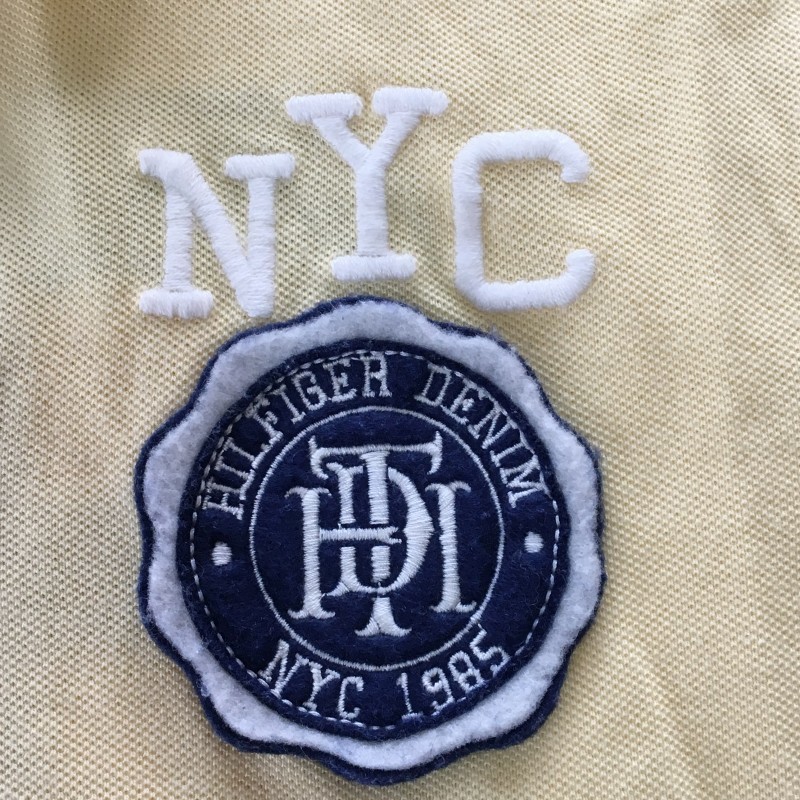 NYC
HILFIGER DENIM
THD
NYC 1985